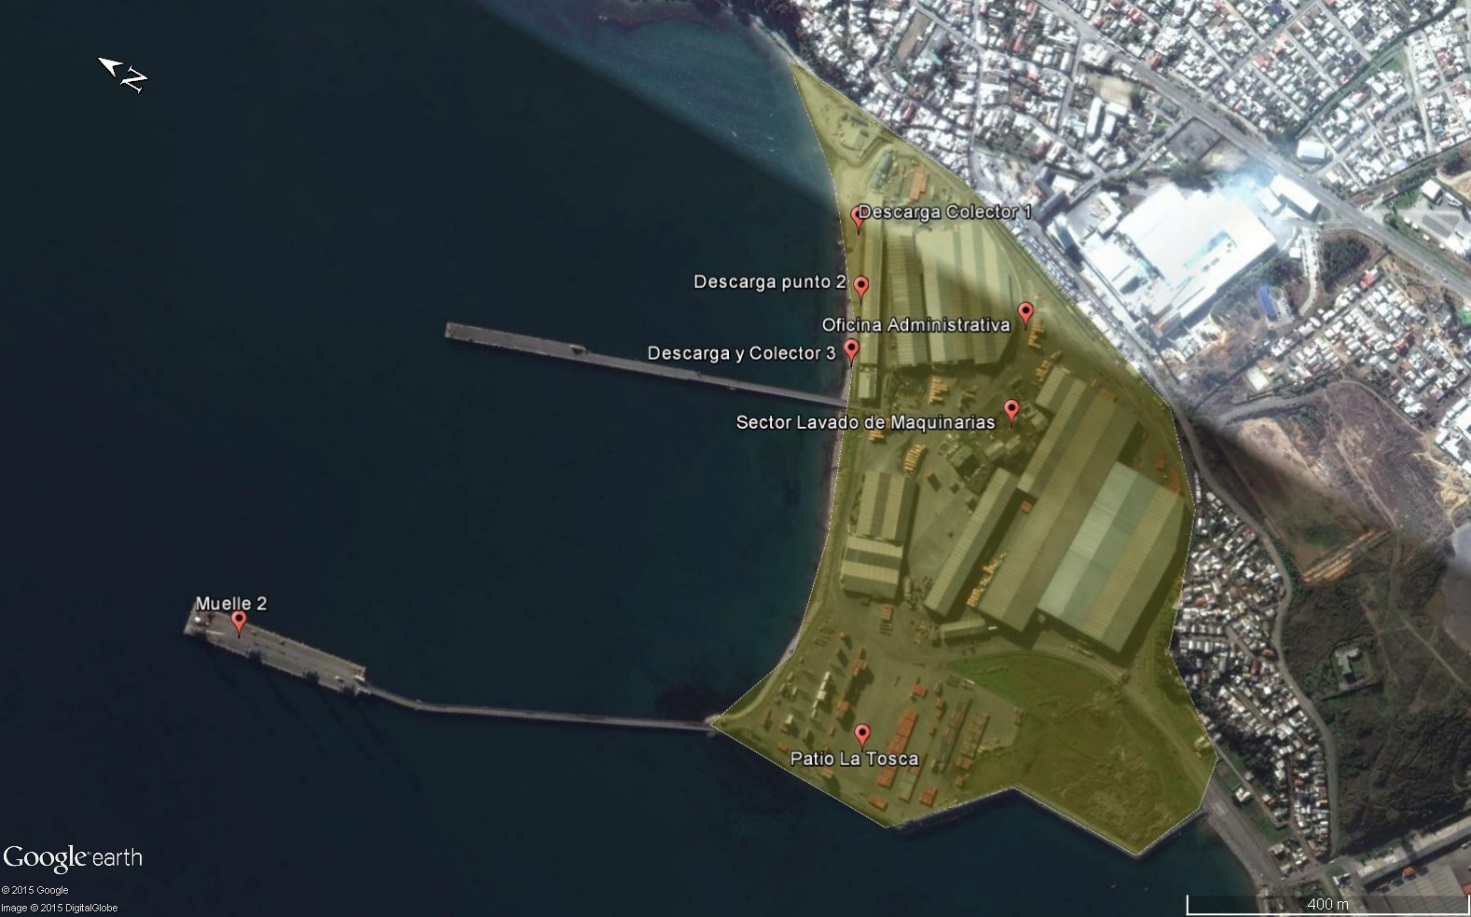 N
Descarga Colector 1
Descarga punto 2
Oficina Administrativa
Descarga y Colector 3
Sector Lavado de Maquinarias
Muelle 2
Patio La Tosca
Google earth
© 2015 Google
Image © 2015 DigitalGlobe
400 m